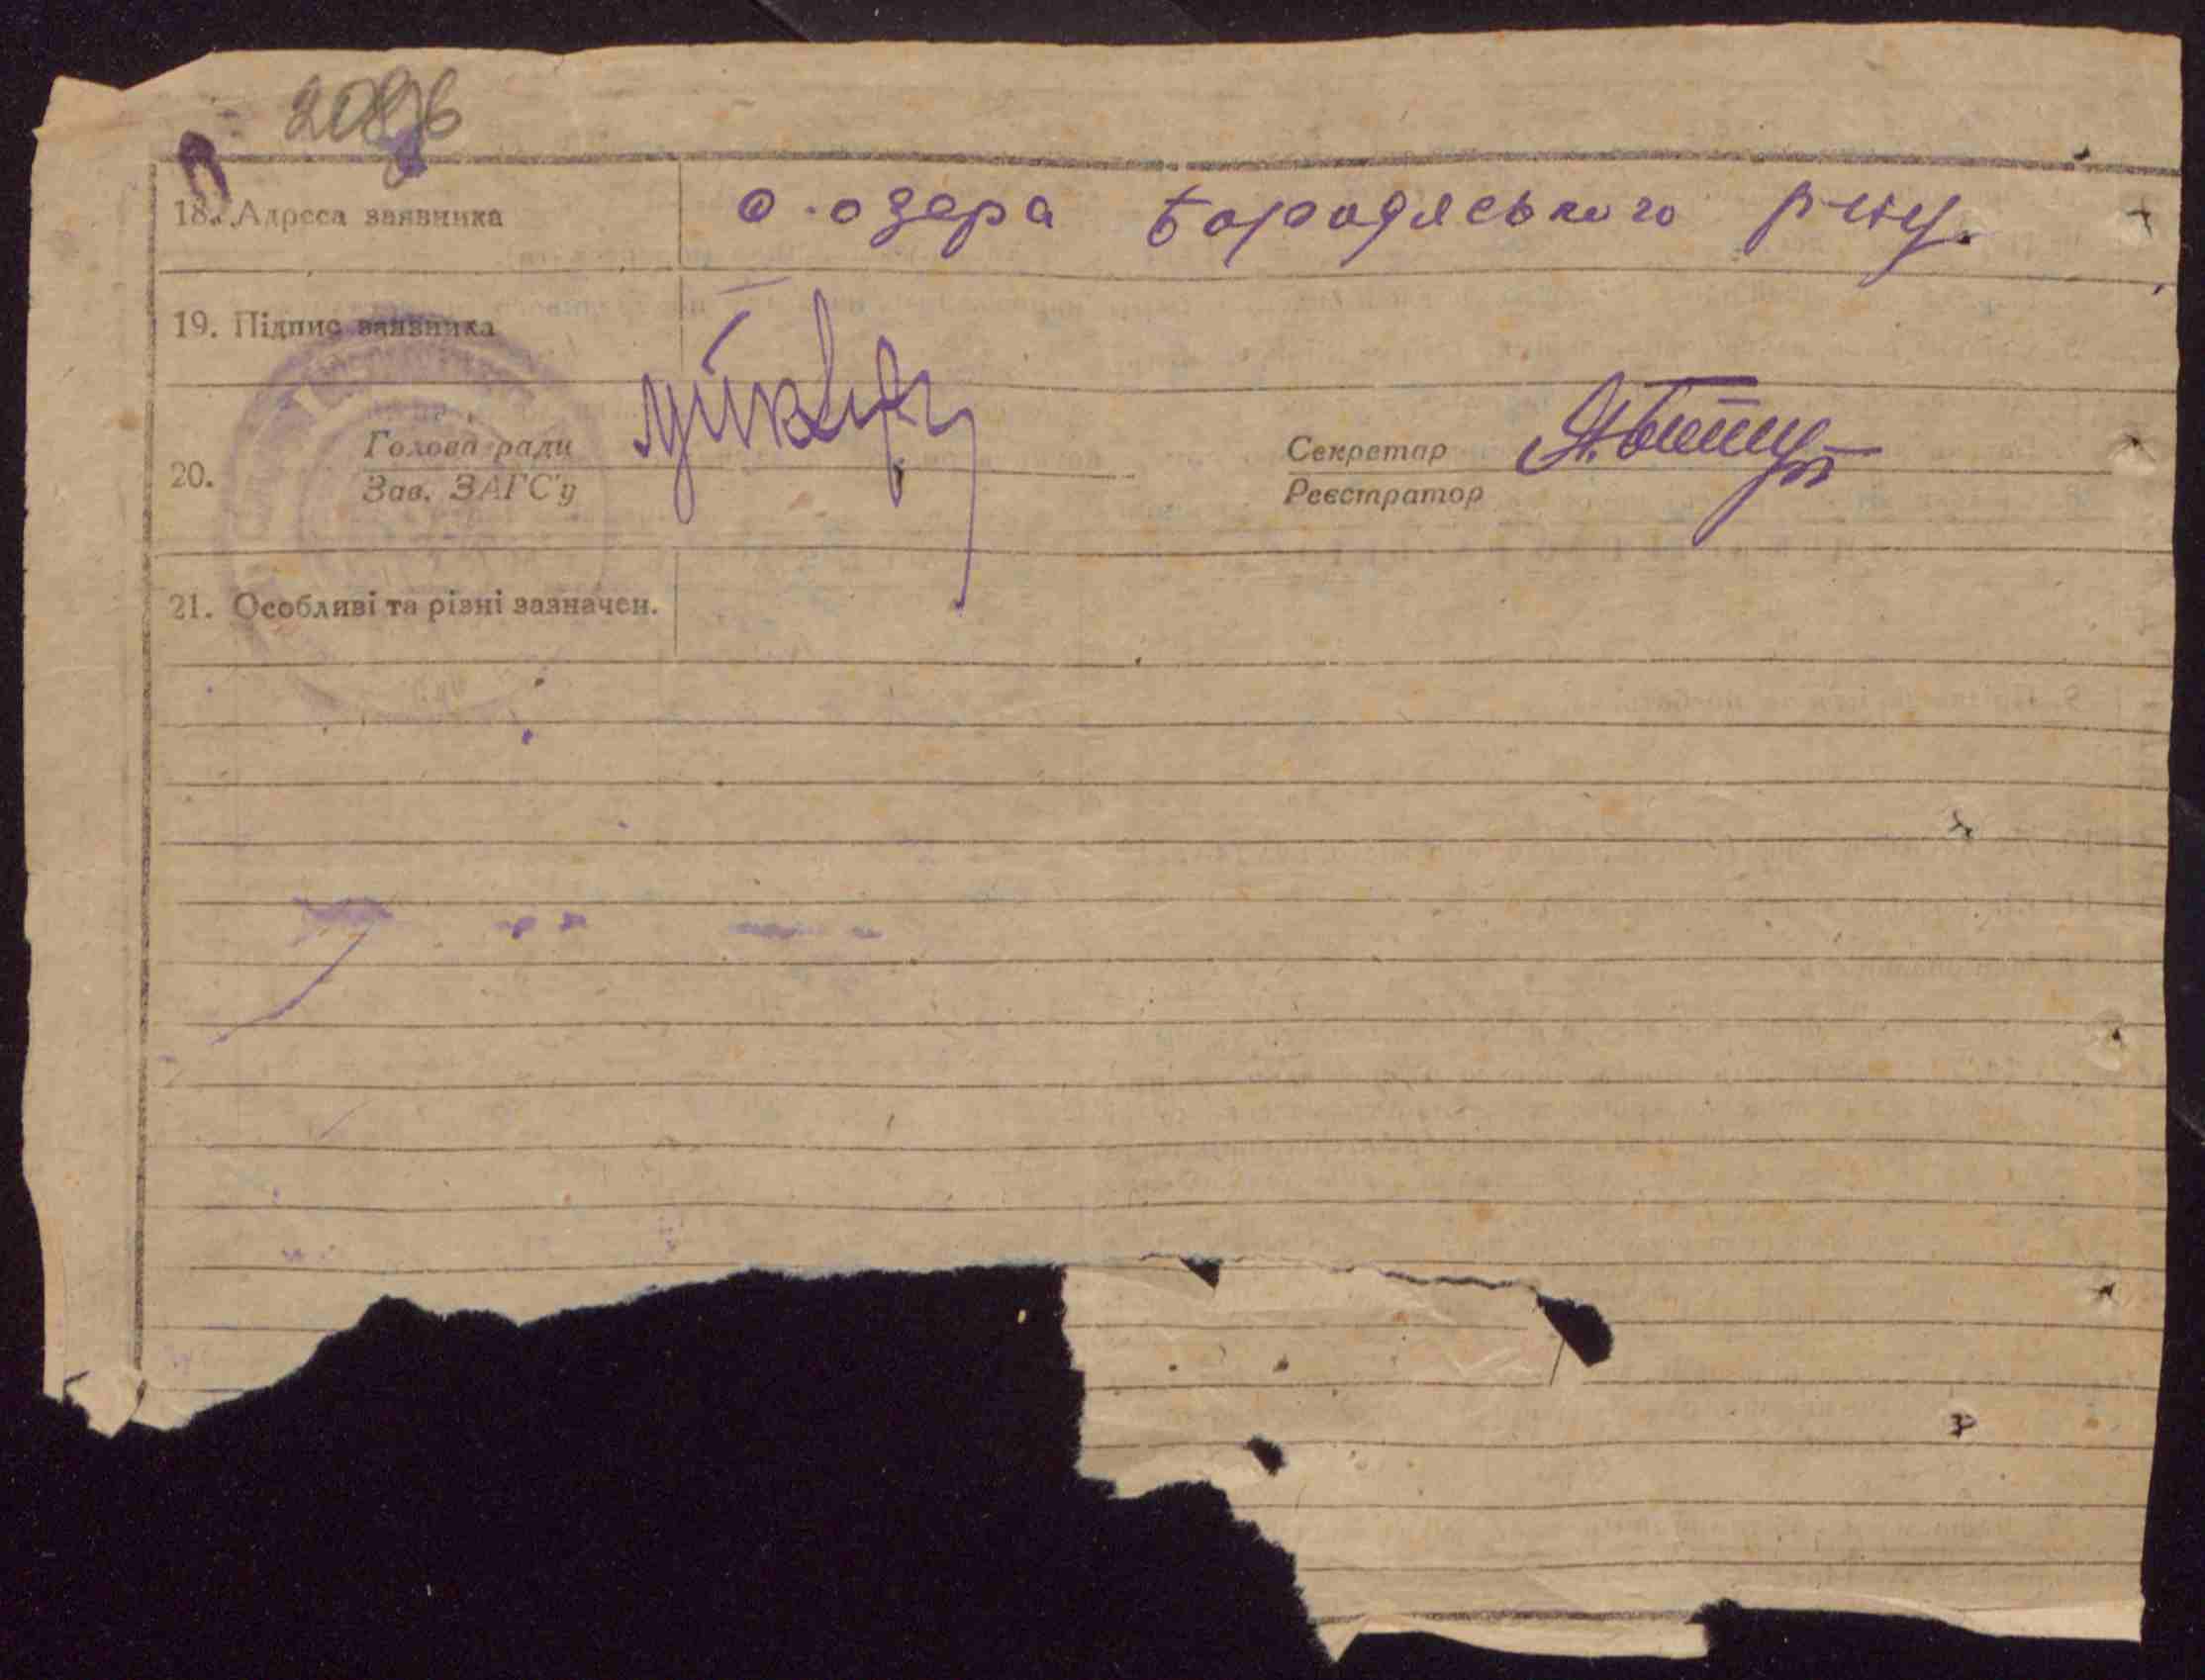 2086
18. Адреса заявника с. озера бородяського р-ну.
19. Підпис заявника
20. Голова ради Секретар
Зав. ЗАГС'у Реєстратор
21. Особливі та різні зазначен.